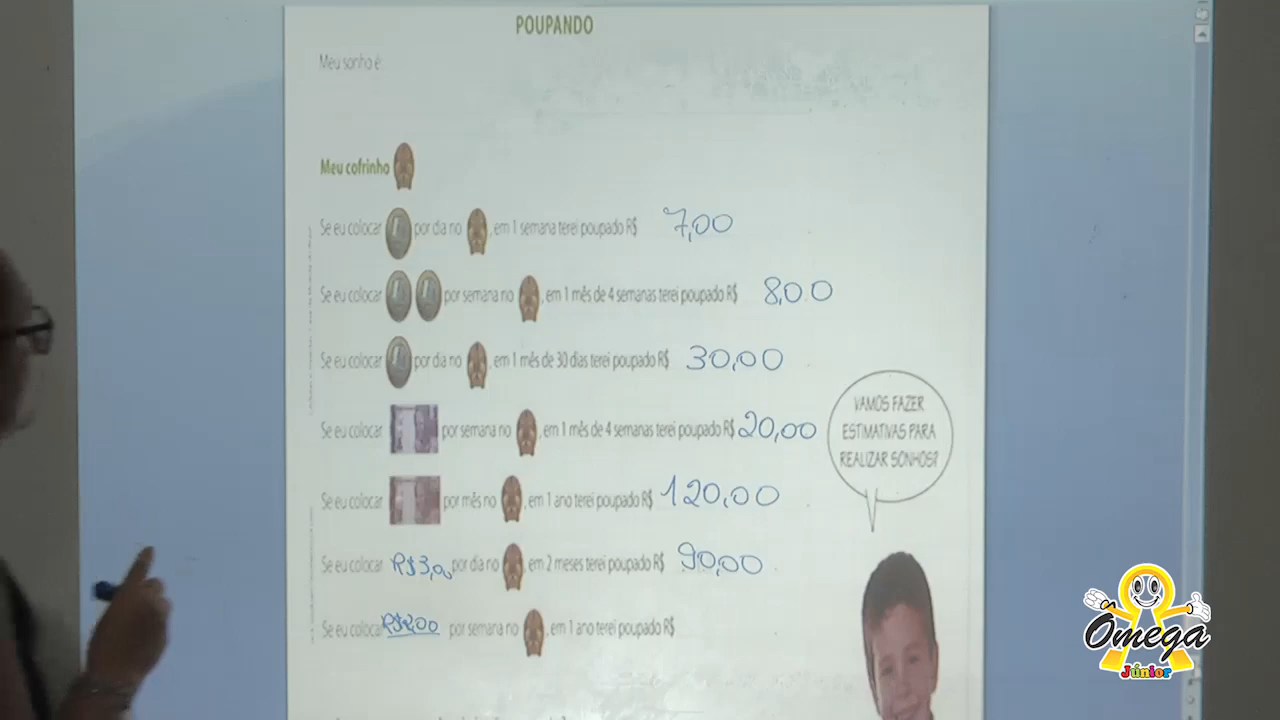 POUPANDO
Meu sonho é:
Meu cofrinho
Se eu colocar por dia no , em 1 semana terei poupado R$ 7,00
Se eu colocar por semana no , em 1 mês de 4 semanas terei poupado R$ 8,00
Se eu colocar por dia no , em 1 mês de 30 dias terei poupado R$ 30,00
Se eu colocar por semana no , em 1 mês de 4 semanas terei poupado R$ 20,00
Se eu colocar por mês no , em 1 ano terei poupado R$ 120,00
Se eu colocar R$3,00 por dia no , em 2 meses terei poupado R$ 90,00
Se eu colocar R$2,00 por semana no , em 1 ano terei poupado R$
VAMOS FAZER
ESTIMATIVAS PARA
REALIZAR SONHOS?
Ômega
Júnior